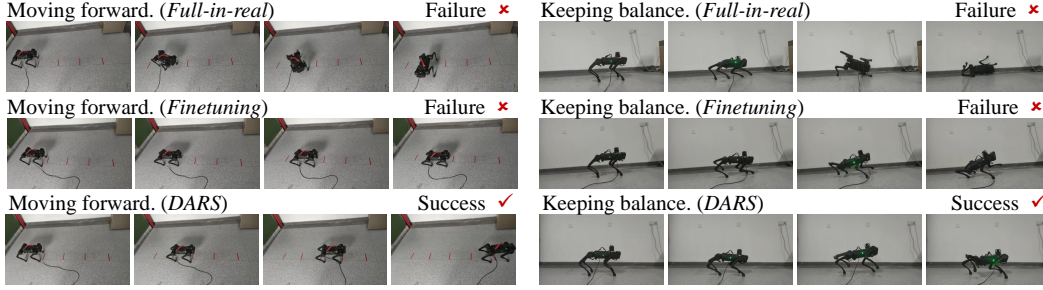 Moving forward. (Full-in-real) Failure ✘
Keeping balance. (Full-in-real) Failure ✘
Moving forward. (Finetuning) Failure ✘
Keeping balance. (Finetuning) Failure ✘
Moving forward. (DARS) Success ✓
Keeping balance. (DARS) Success ✓